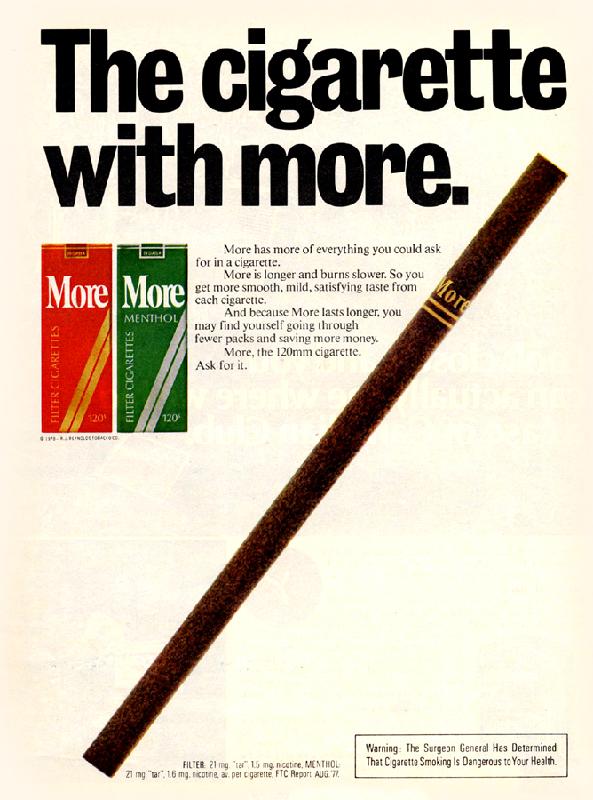 The cigarette
with more.
More has more of everything you could ask
for in a cigarette.
More is longer and burns slower. So you
get more smooth, mild, satisfying taste from
each cigarette.
And because More lasts longer, you
may find yourself going through
fewer packs and saving more money.
More, the 120mm cigarette.
Ask for it.
More
FILTER CIGARETTES
120s
More
MENTHOL
FILTER CIGARETTES
120s
R. J. REYNOLDS TOBACCO CO.
More
FILTER: 21 mg. "tar", 1.5 mg. nicotine, MENTHOL:
21 mg. "tar", 1.6 mg. nicotine, av. per cigarette, FTC Report AUG. '77.
Warning: The Surgeon General Has Determined
That Cigarette Smoking Is Dangerous to Your Health.